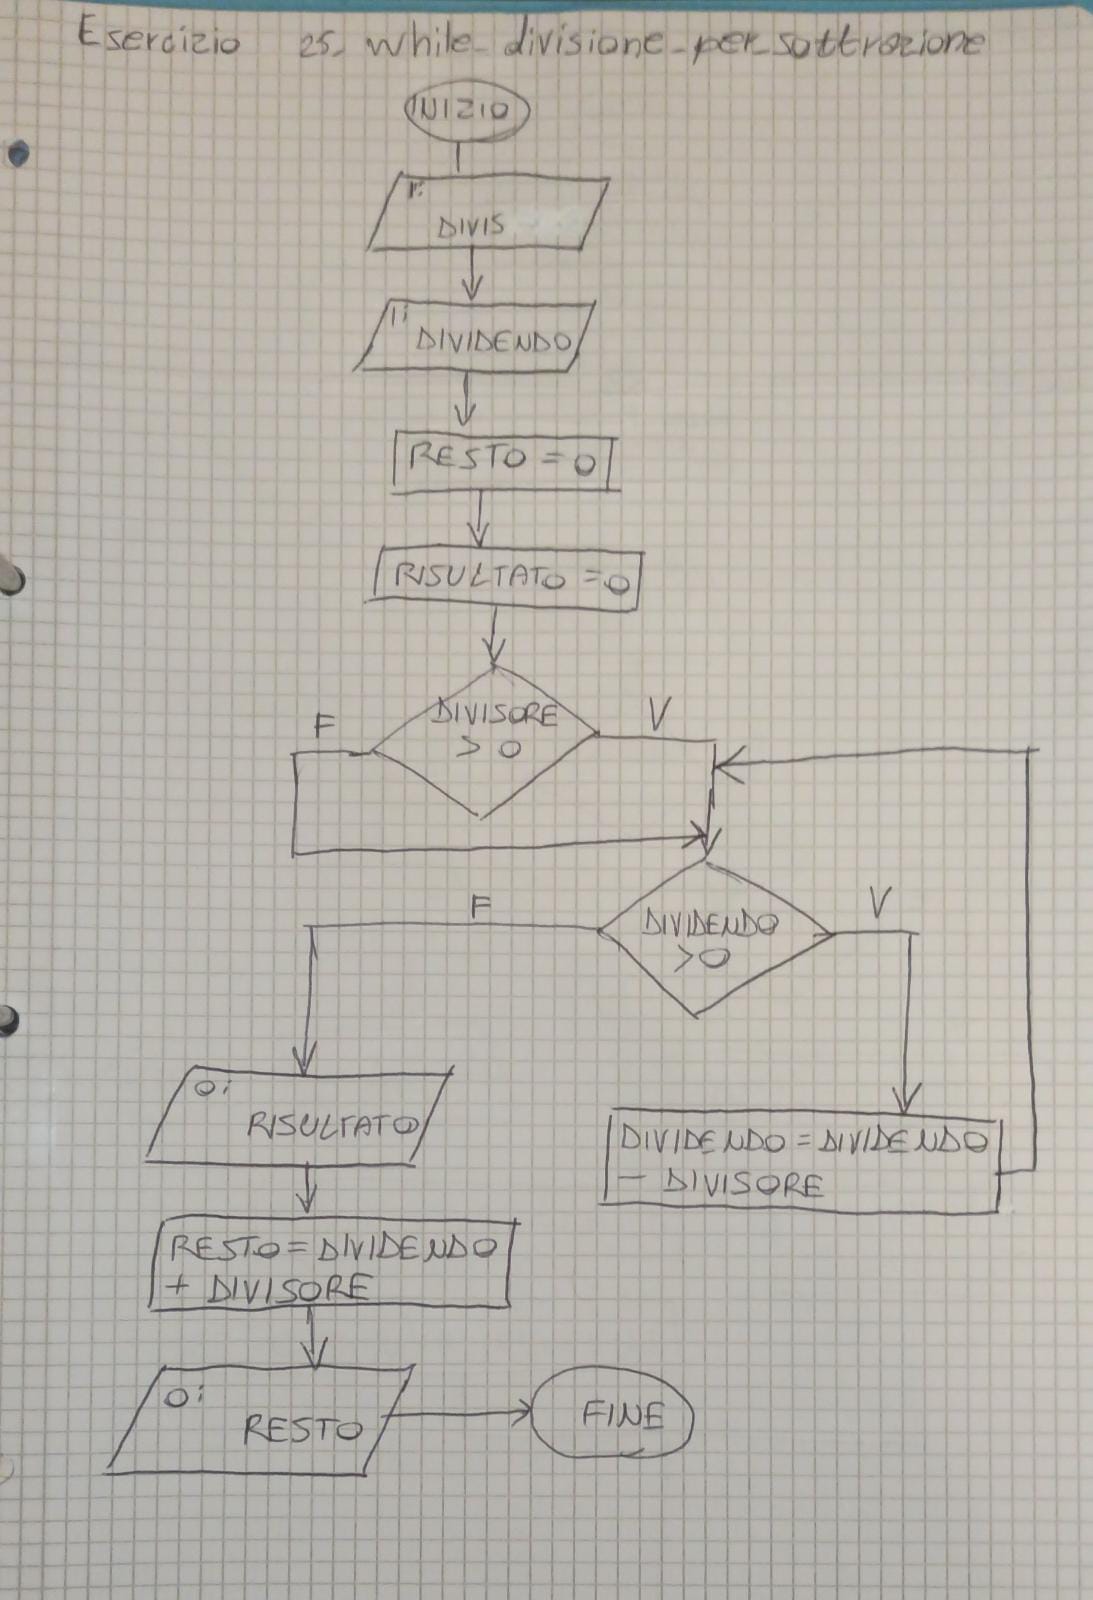 Esercizio 25_ while_divisione_per_sottrazione
INIZIO
I:
DIVIS
I:
DIVIDENDO
RESTO = 0
RISULTATO = 0
DIVISORE
> 0
F
V
DIVIDENDO
>0
F
V
O:
RISULTATO
DIVIDENDO = DIVIDENDO
- DIVISORE
RESTO = DIVIDENDO
+ DIVISORE
O:
RESTO
FINE